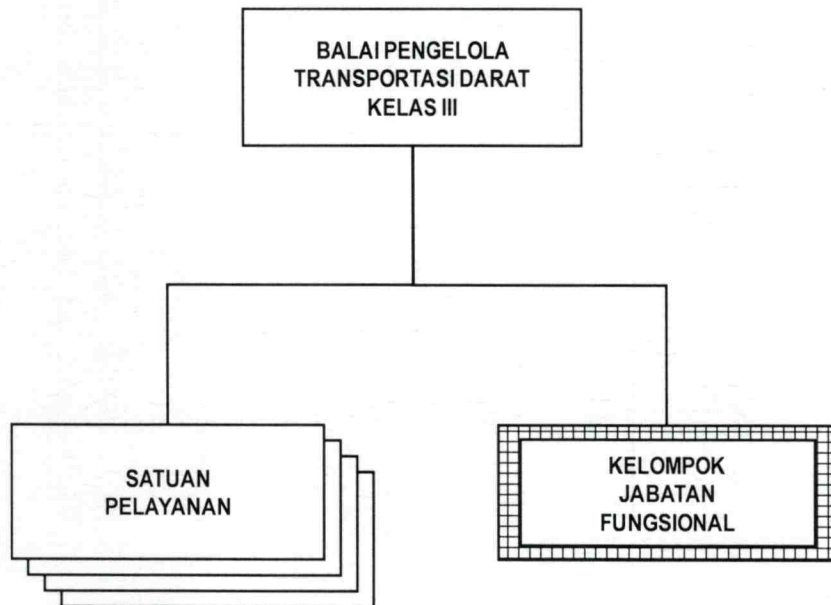 BALAI PENGELOLA
TRANSPORTASI DARAT
KELAS III
SATUAN
PELAYANAN
KELOMPOK
JABATAN
FUNGSIONAL